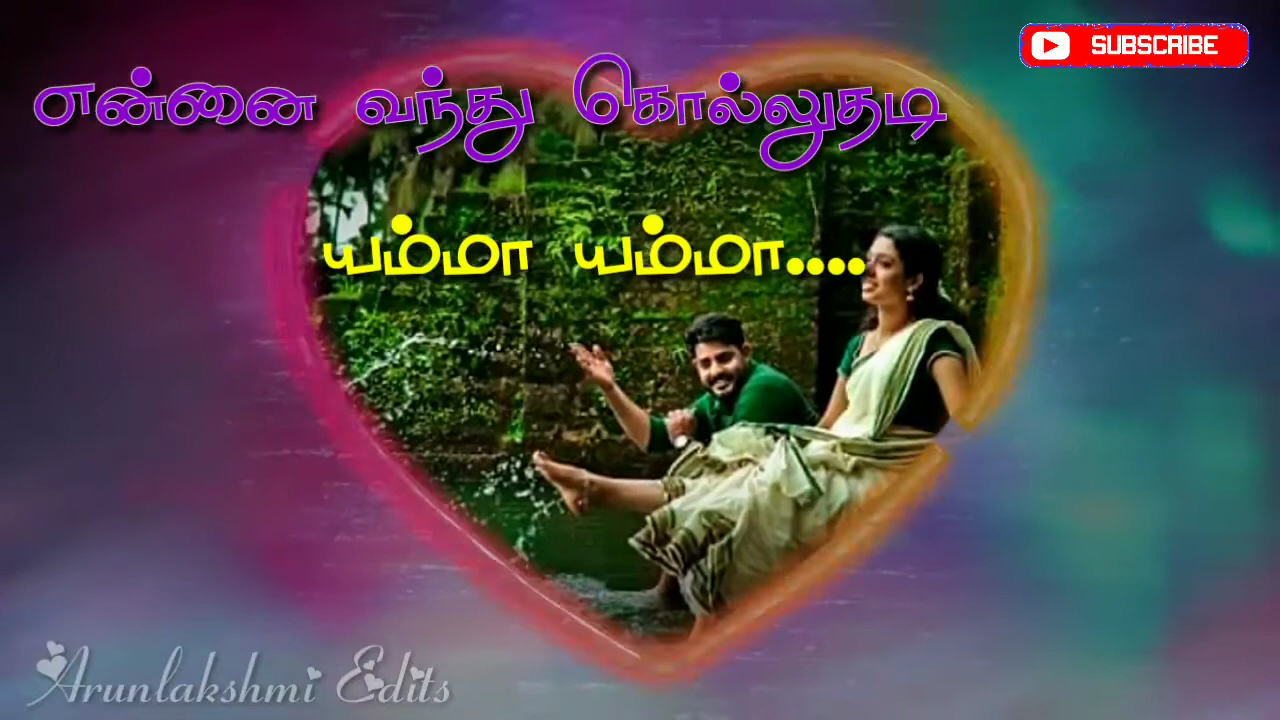 SUBSCRIBE
என்னை வந்து கொல்லுதடி
யம்மா யம்மா....
Arunlakshmi Edits